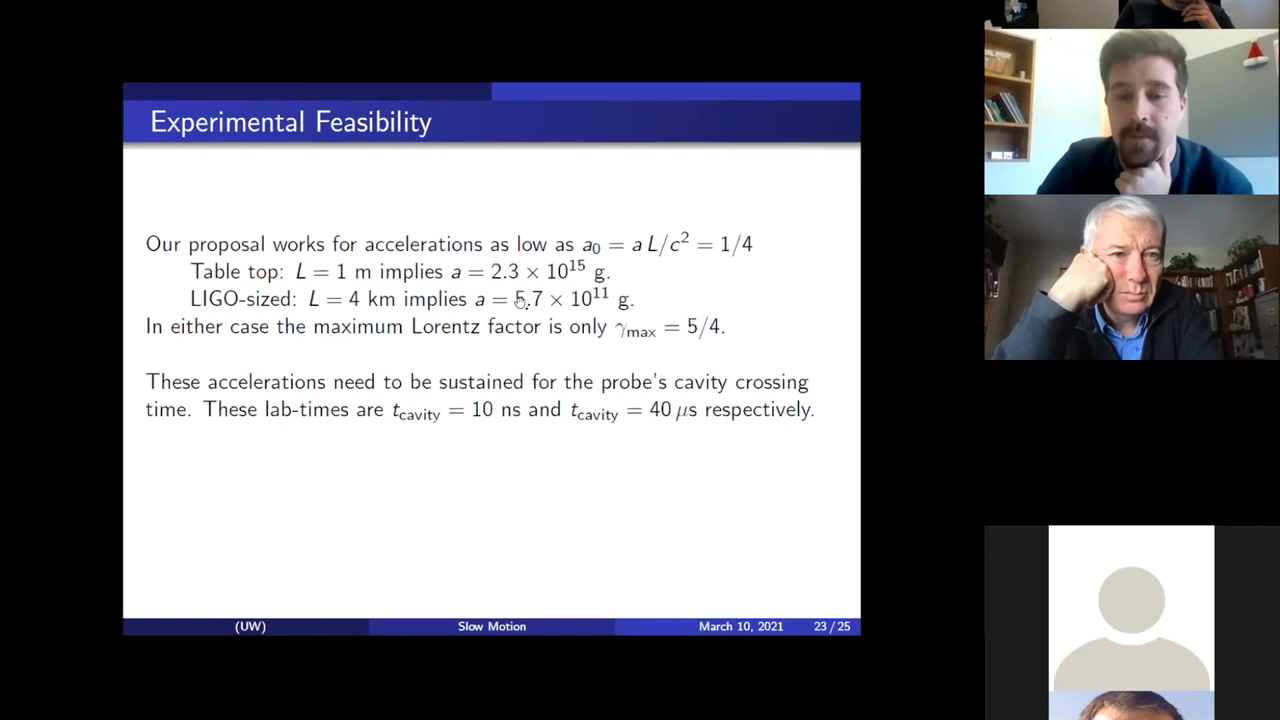 Experimental Feasibility
Our proposal works for accelerations as low as a₀ = a L/c² = 1/4
Table top: L = 1 m implies a = 2.3 × 10¹⁵ g.
LIGO-sized: L = 4 km implies a = 5.7 × 10¹¹ g.
In either case the maximum Lorentz factor is only γmax = 5/4.
These accelerations need to be sustained for the probe's cavity crossing
time. These lab-times are tcavity = 10 ns and tcavity = 40 μs respectively.
(UW) Slow Motion March 10, 2021 23 / 25